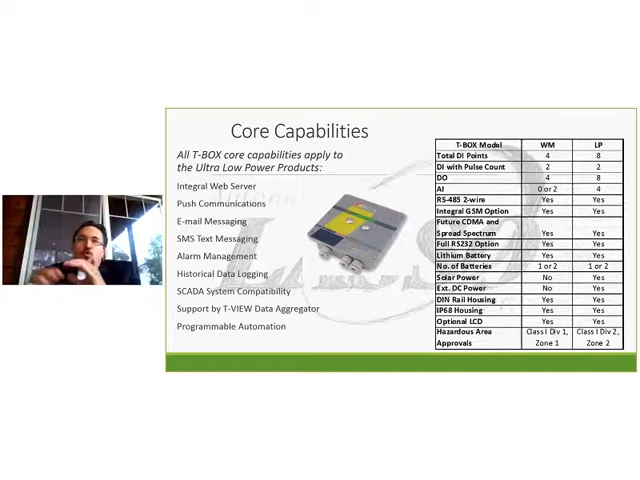 Core Capabilities
All T-BOX core capabilities apply to
the Ultra Low Power Products:
Integral Web Server
Push Communications
E-mail Messaging
SMS Text Messaging
Alarm Management
Historical Data Logging
SCADA System Compatibility
Support by T-VIEW Data Aggregator
Programmable Automation
T-BOX Model WM LP
Total DI Points 4 8
DI with Pulse Count 2 2
DO 4 8
AI 0 or 2 4
RS-485 2-wire Yes Yes
Integral GSM Option Yes Yes
Future CDMA and
Spread Spectrum Yes Yes
Full RS232 Option Yes Yes
Lithium Battery Yes Yes
No. of Batteries 1 or 2 1 or 2
Solar Power No Yes
Ext. DC Power No Yes
DIN Rail Housing Yes Yes
IP68 Housing Yes Yes
Optional LCD Yes Yes
Hazardous Area Class I Div 1, Class I Div 2,
Approvals Zone 1 Zone 2